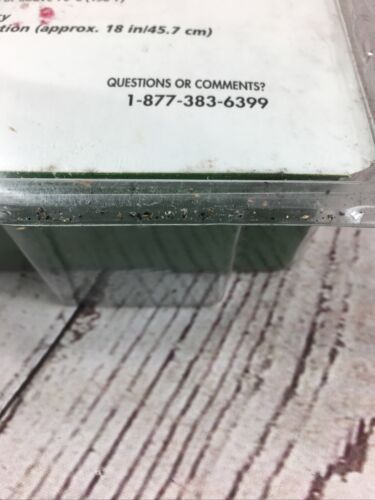 y
tion (approx. 18 in/45.7 cm)
QUESTIONS OR COMMENTS?
1-877-383-6399